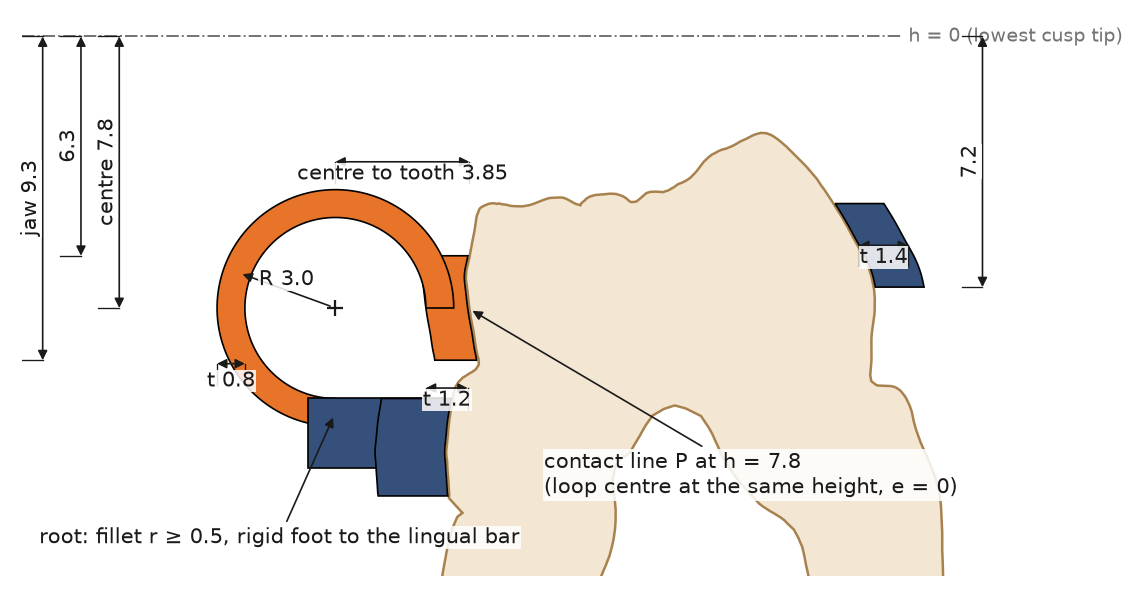 h = 0 (lowest cusp tip)
jaw 9.3
6.3
centre 7.8
centre to tooth 3.85
7.2
R 3.0
t 1.4
t 0.8
t 1.2
contact line P at h = 7.8
(loop centre at the same height, e = 0)
root: fillet r ≥ 0.5, rigid foot to the lingual bar